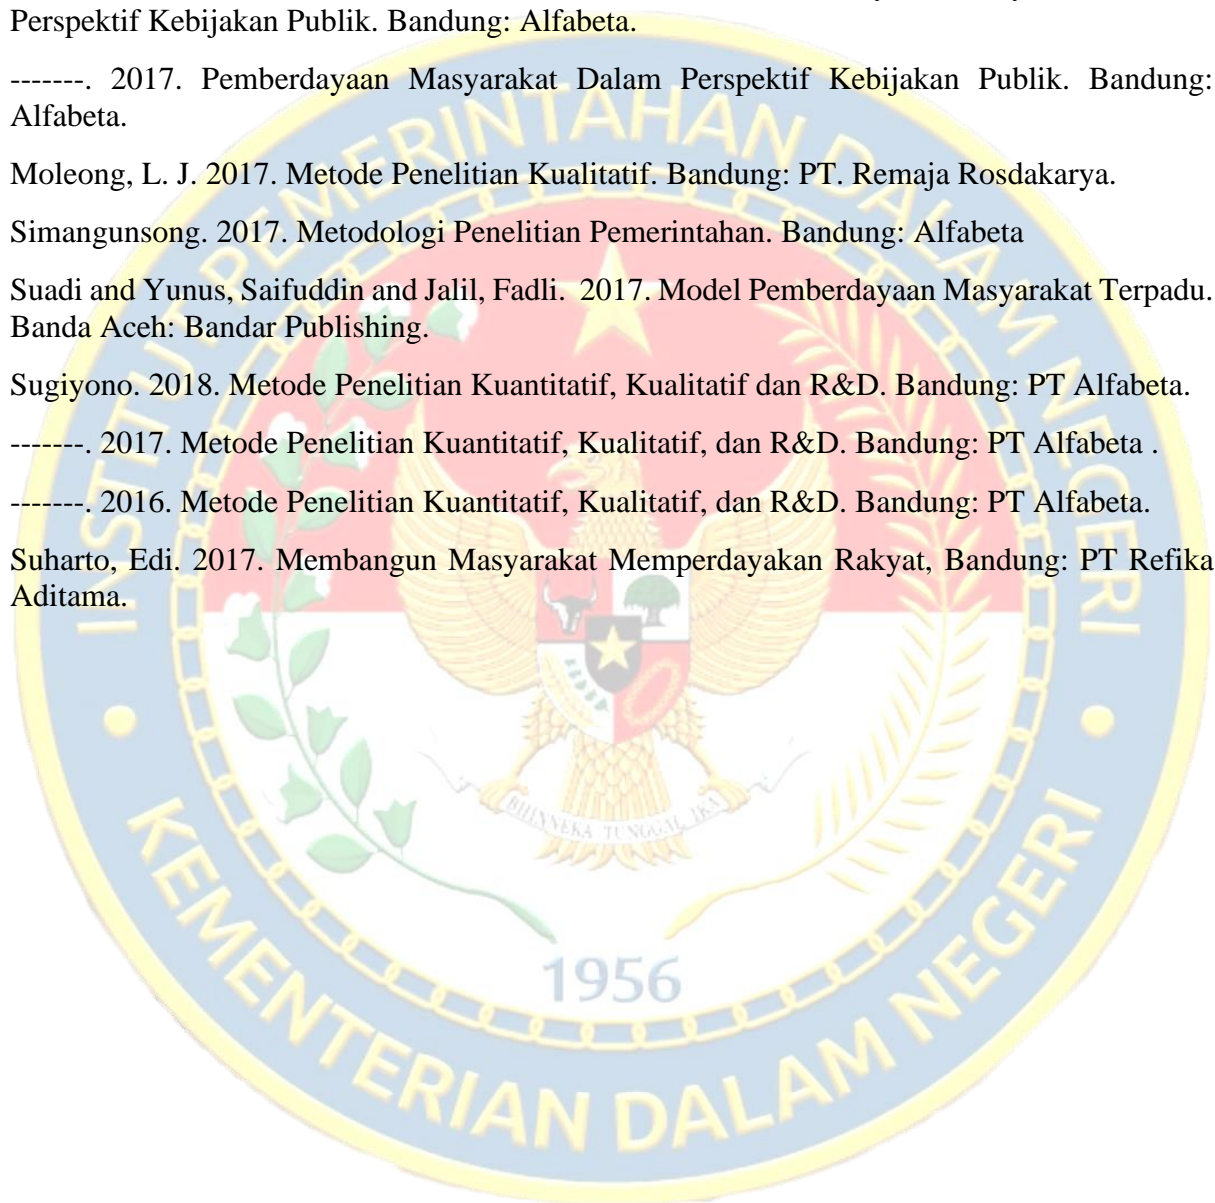 Perspektif Kebijakan Publik. Bandung: Alfabeta.
-------. 2017. Pemberdayaan Masyarakat Dalam Perspektif Kebijakan Publik. Bandung:
Alfabeta.
Moleong, L. J. 2017. Metode Penelitian Kualitatif. Bandung: PT. Remaja Rosdakarya.
Simangunsong. 2017. Metodologi Penelitian Pemerintahan. Bandung: Alfabeta
Suadi and Yunus, Saifuddin and Jalil, Fadli. 2017. Model Pemberdayaan Masyarakat Terpadu.
Banda Aceh: Bandar Publishing.
Sugiyono. 2018. Metode Penelitian Kuantitatif, Kualitatif dan R&D. Bandung: PT Alfabeta.
-------. 2017. Metode Penelitian Kuantitatif, Kualitatif, dan R&D. Bandung: PT Alfabeta .
-------. 2016. Metode Penelitian Kuantitatif, Kualitatif, dan R&D. Bandung: PT Alfabeta.
Suharto, Edi. 2017. Membangun Masyarakat Memperdayakan Rakyat, Bandung: PT Refika
Aditama.
INSTITUT PEMERINTAHAN DALAM NEGERI
BHINNEKA TUNGGAL IKA
1956
KEMENTERIAN DALAM NEGERI